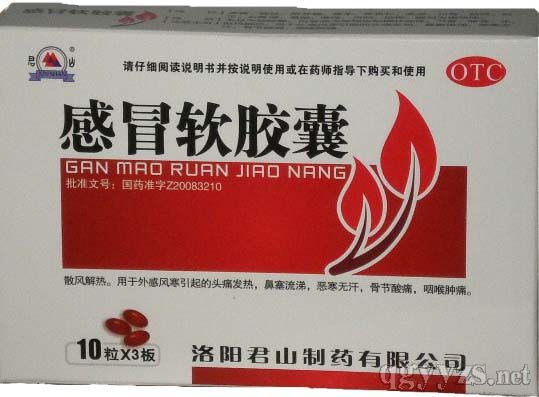 君山
JUNSHAN
®
请仔细阅读说明书并按说明使用或在药师指导下购买和使用
OTC
感冒软胶囊
GAN MAO RUAN JIAO NANG
批准文号：国药准字Z20083210
散风解热。用于外感风寒引起的头痛发热，鼻塞流涕，恶寒无汗，骨节酸痛，咽喉肿痛。
10粒X3板
洛阳君山制药有限公司
qgyyzs.net